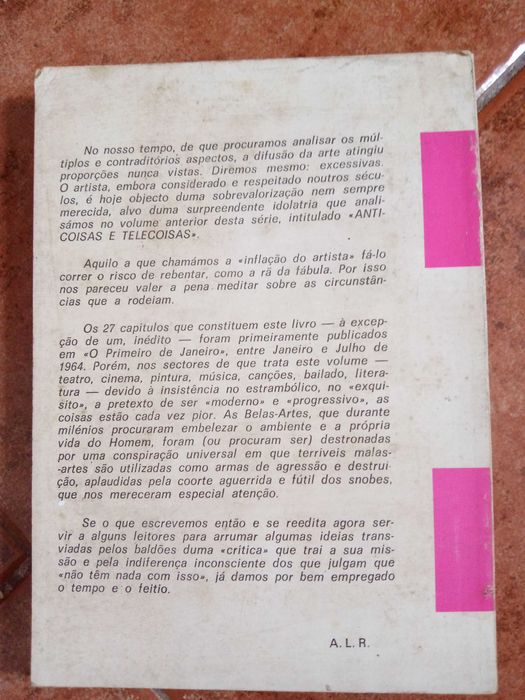 No nosso tempo, de que procuramos analisar os múl-
tiplos e contraditórios aspectos, a difusão da arte atingiu
proporções nunca vistas. Diremos mesmo: excessivas.
O artista, embora considerado e respeitado noutros sécu-
los, é hoje objecto duma sobrevalorização nem sempre
merecida, alvo duma surpreendente idolatria que anali-
sámos no volume anterior desta série, intitulado «ANTI-
COISAS E TELECOISAS».
Aquilo a que chamámos a «inflação do artista» fá-lo
correr o risco de rebentar, como a rã da fábula. Por isso
nos pareceu valer a pena meditar sobre as circunstân-
cias que a rodeiam.
Os 27 capítulos que constituem este livro — à excep-
ção de um, inédito — foram primeiramente publicados
em «O Primeiro de Janeiro», entre Janeiro e Julho de
1964. Porém, nos sectores de que trata este volume —
teatro, cinema, pintura, música, canções, bailado, litera-
tura — devido à insistência no estrambólico, no «exqui-
sito», a pretexto de ser «moderno» e «progressivo», as
coisas estão cada vez pior. As Belas-Artes, que durante
milénios procuraram embelezar o ambiente e a própria
vida do Homem, foram (ou procuram ser) destronadas
por uma conspiração universal em que terríveis malas-
-artes são utilizadas como armas de agressão e destrui-
ção, aplaudidas pela coorte aguerrida e fútil dos snobes,
que nos mereceram especial atenção.
Se o que escrevemos então e se reedita agora ser-
vir a alguns leitores para arrumar algumas ideias trans-
viadas pelos baldões duma «crítica» que trai a sua mis-
são e pela indiferença inconsciente dos que julgam que
«não têm nada com isso», já damos por bem empregado
o tempo e o feitio.
A. L. R.